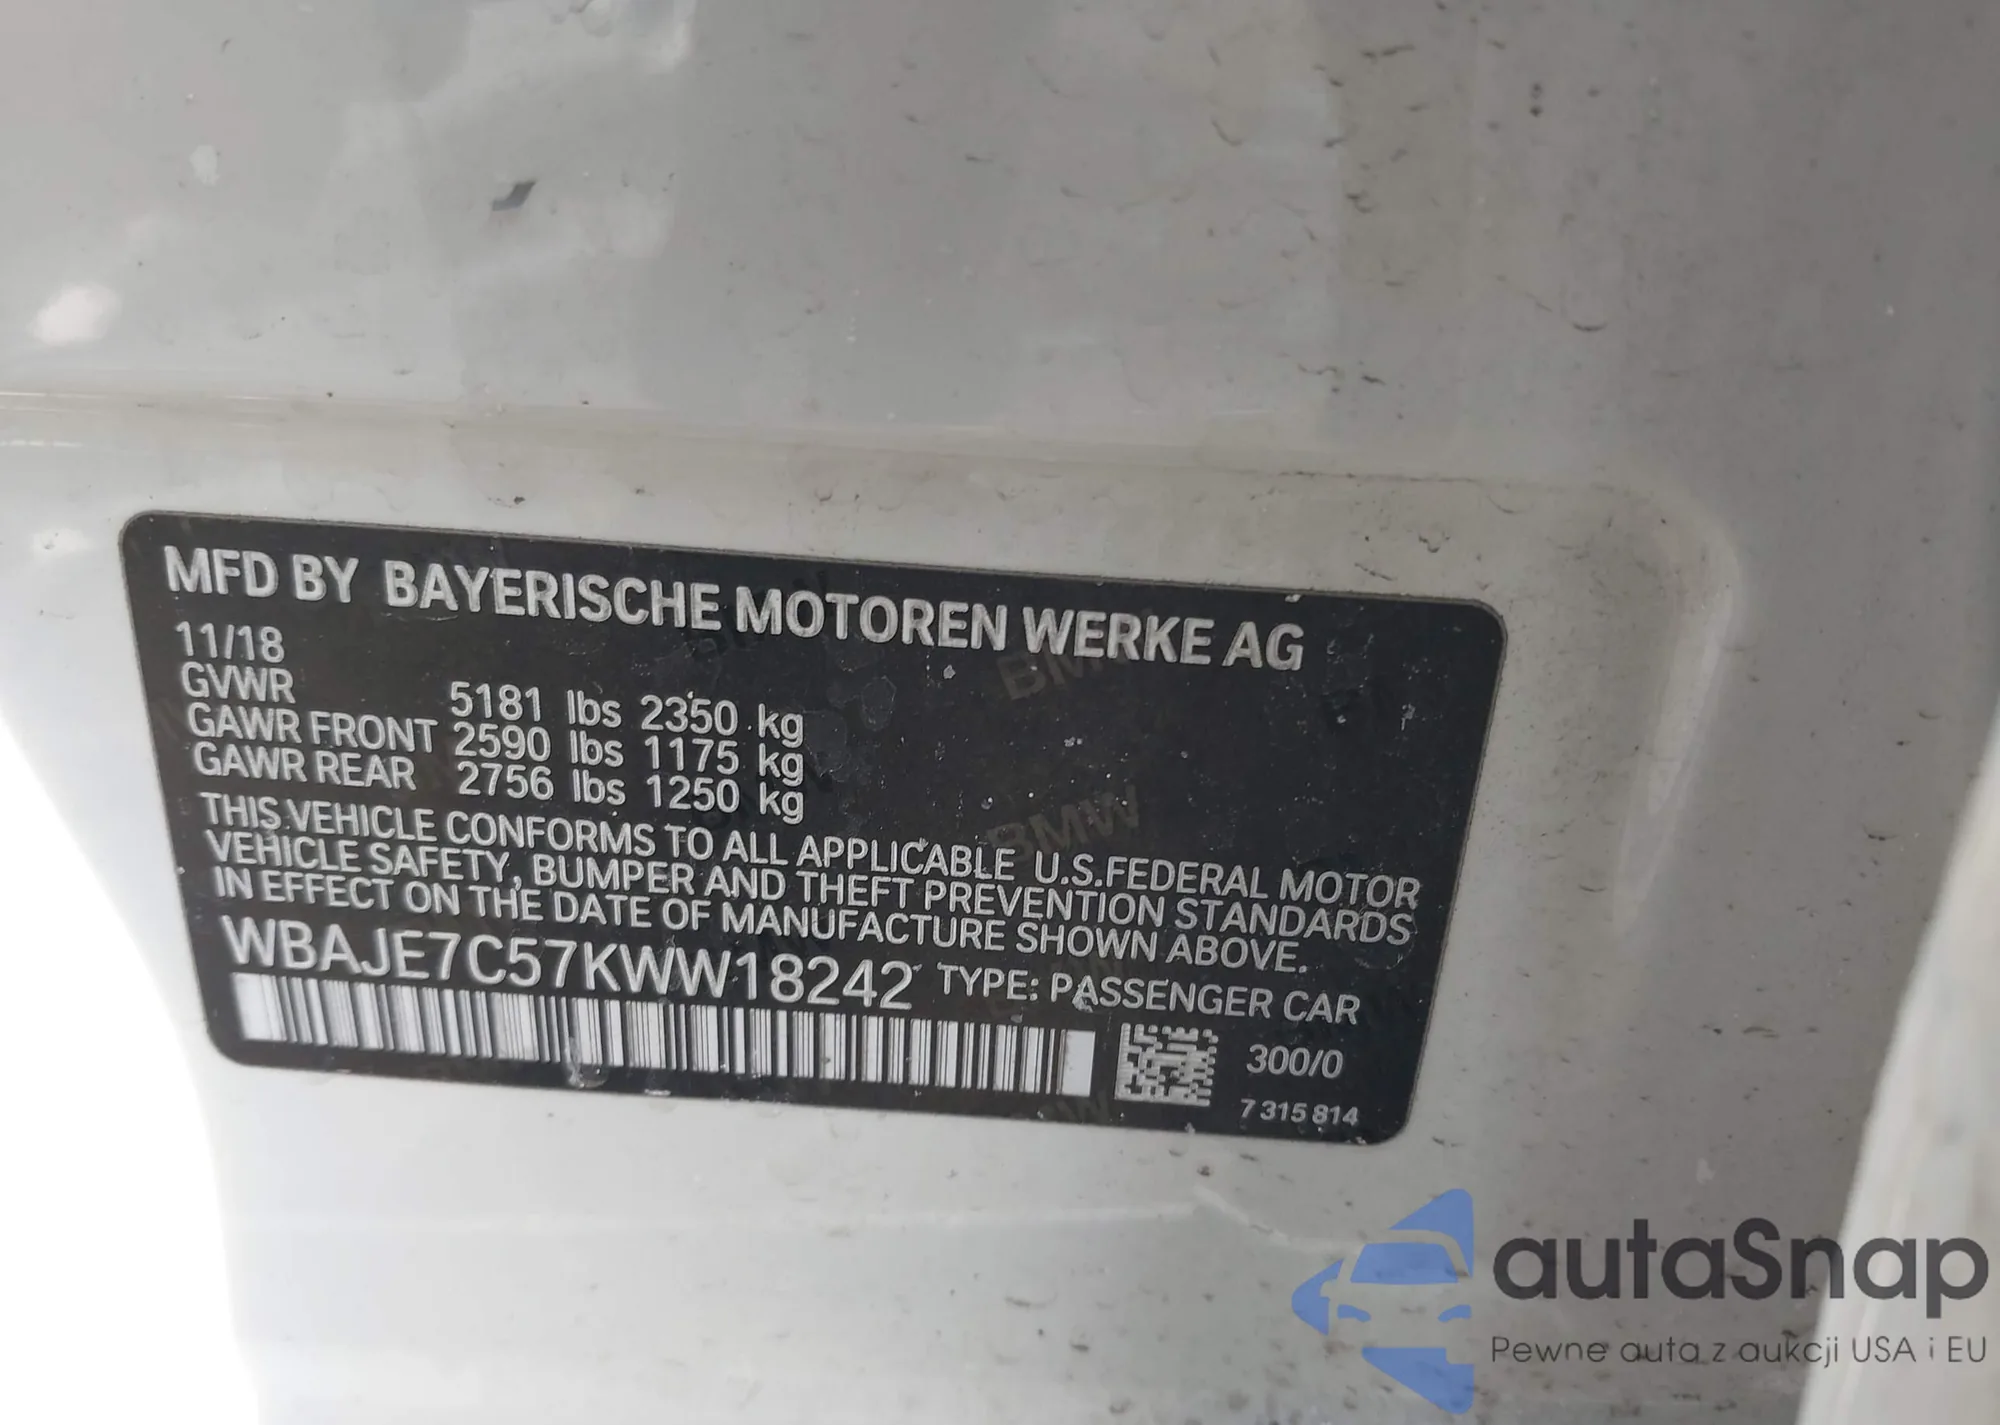 MFD BY BAYERISCHE MOTOREN WERKE AG
11/18
GVWR 5181 lbs 2350 kg
GAWR FRONT 2590 lbs 1175 kg
GAWR REAR 2756 lbs 1250 kg
THIS VEHICLE CONFORMS TO ALL APPLICABLE U.S.FEDERAL MOTOR
VEHICLE SAFETY, BUMPER AND THEFT PREVENTION STANDARDS
IN EFFECT ON THE DATE OF MANUFACTURE SHOWN ABOVE.
WBAJE7C57KWW18242 TYPE: PASSENGER CAR
300/0
7 315 814
autaSnap
Pewne auta z aukcji USA i EU